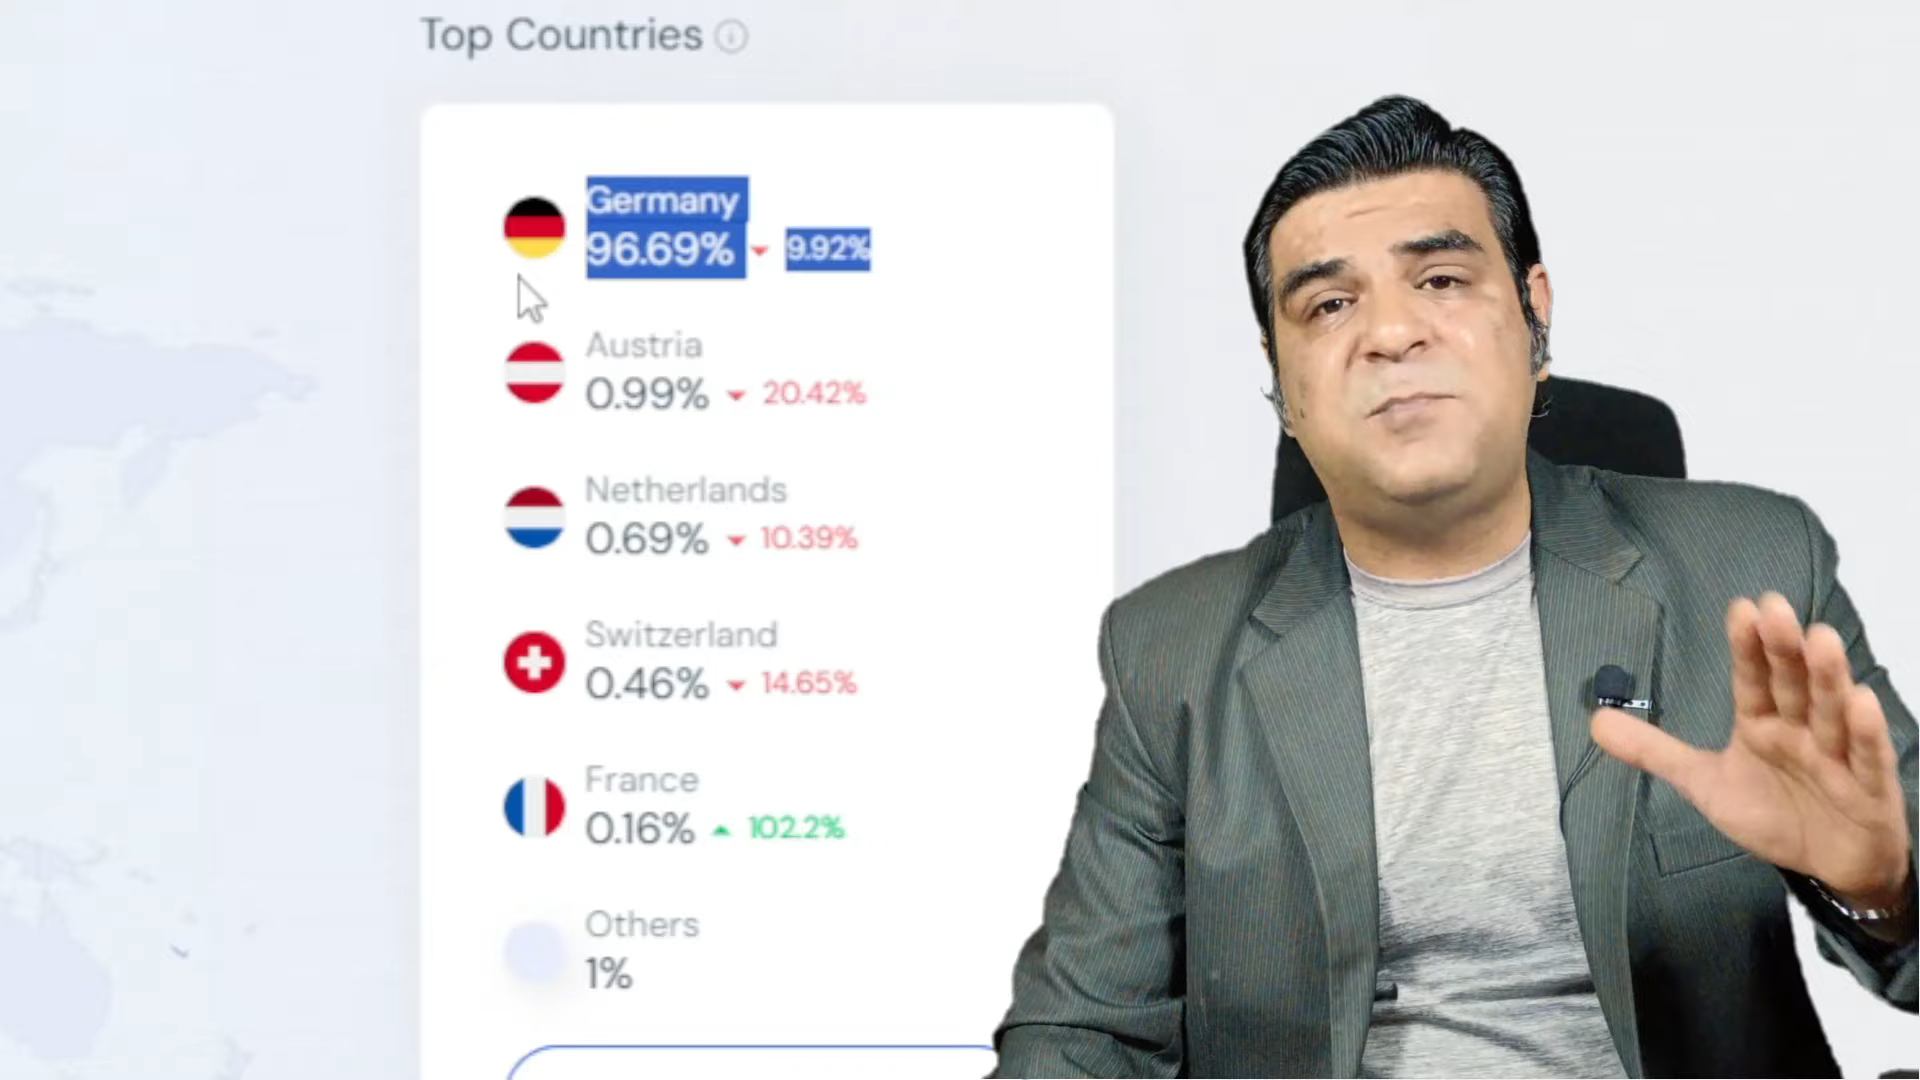 Top Countries
Germany
96.69% 9.92%
Austria
0.99% 20.42%
Netherlands
0.69% 10.39%
Switzerland
0.46% 14.65%
France
0.16% 102.2%
Others
1%